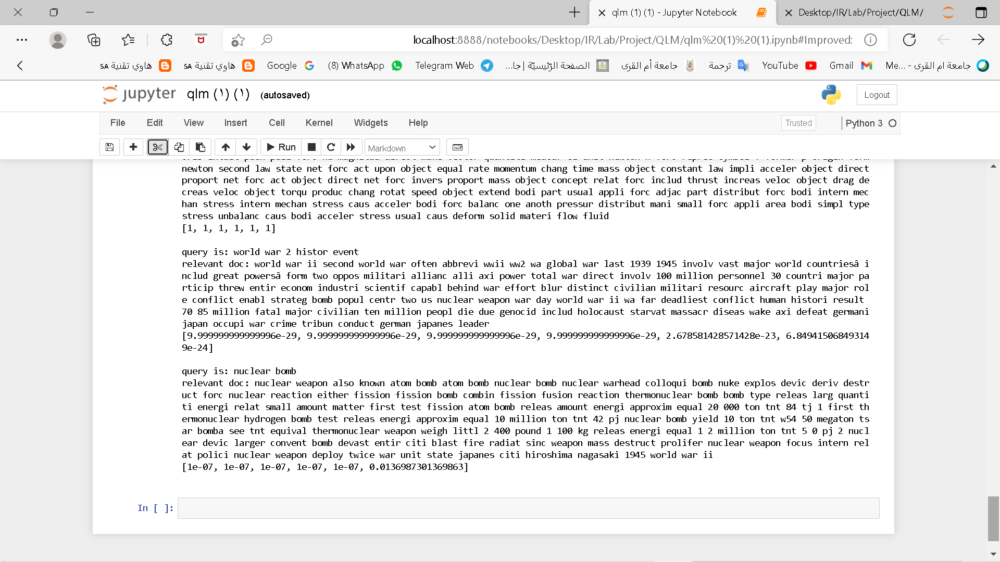 qlm (1) (1) - Jupyter Notebook
Desktop/IR/Lab/Project/QLM/
localhost:8888/notebooks/Desktop/IR/Lab/Project/QLM/qlm%20(1)%20(1).ipynb#Improved:
هاوي تقنية SA
هاوي تقنية SA
Google
(8) WhatsApp
Telegram Web
الصفحة الرّئيسيّة | جا...
جامعة أم القرى
ترجمة
YouTube
Gmail
جامعة ام القرى - Me...
jupyter qlm (١) (١) (autosaved)
Logout
File Edit View Insert Cell Kernel Widgets Help
Trusted
Python 3
Run
Markdown
newton second law state net forc act upon object equal rate momentum chang time mass object constant law impli acceler object direct
proport net forc act object direct net forc invers proport mass object concept relat forc includ thrust increas veloc object drag de
creas veloc object torqu produc chang rotat speed object extend bodi part usual appli forc adjac part distribut forc bodi intern mec
han stress intern mechan stress caus acceler bodi forc balanc one anoth pressur distribut mani small forc appli area bodi simpl type
stress unbalanc caus bodi acceler stress usual caus deform solid materi flow fluid
[1, 1, 1, 1, 1, 1]
query is: world war 2 histor event
relevant doc: world war ii second world war often abbrevi wwii ww2 wa global war last 1939 1945 involv vast major world countriesâ i
nclud great powersâ form two oppos militari allianc alli axi power total war direct involv 100 million personnel 30 countri major pa
rticip threw entir econom industri scientif capabl behind war effort blur distinct civilian militari resourc aircraft play major rol
e conflict enabl strateg bomb popul centr two us nuclear weapon war day world war ii wa far deadliest conflict human histori result
70 85 million fatal major civilian ten million peopl die due genocid includ holocaust starvat massacr diseas wake axi defeat germani
japan occupi war crime tribun conduct german japanes leader
[9.999999999999996e-29, 9.999999999999996e-29, 9.999999999999996e-29, 9.999999999999996e-29, 2.678581428571428e-23, 6.84941506849314
9e-24]
query is: nuclear bomb
relevant doc: nuclear weapon also known atom bomb atom bomb nuclear bomb nuclear warhead colloqui bomb nuke explos devic deriv destr
uct forc nuclear reaction either fission fission bomb combin fission fusion reaction thermonuclear bomb bomb type releas larg quanti
ti energi relat small amount matter first test fission atom bomb releas amount energi approxim equal 20 000 ton tnt 84 tj 1 first th
ermonuclear hydrogen bomb test releas energi approxim equal 10 million ton tnt 42 pj nuclear bomb yield 10 ton tnt w54 50 megaton ts
ar bomba see tnt equival thermonuclear weapon weigh littl 2 400 pound 1 100 kg releas energi equal 1 2 million ton tnt 5 0 pj 2 nucl
ear devic larger convent bomb devast entir citi blast fire radiat sinc weapon mass destruct prolifer nuclear weapon focus intern rel
at polici nuclear weapon deploy twice war unit state japanes citi hiroshima nagasaki 1945 world war ii
[1e-07, 1e-07, 1e-07, 1e-07, 1e-07, 0.0136987301369863]
In [ ]: